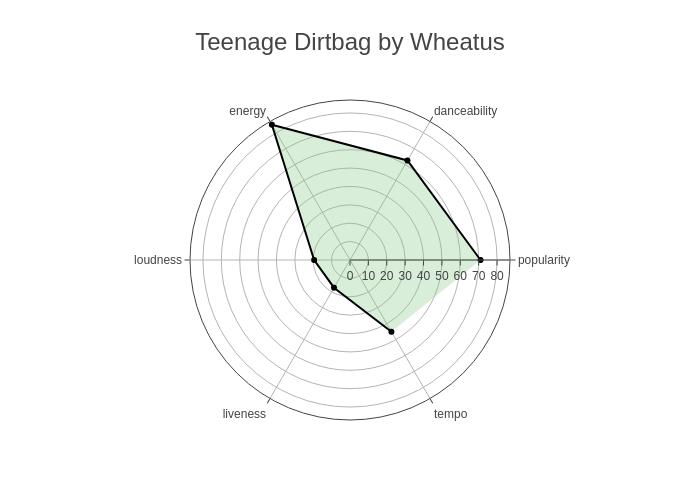 Teenage Dirtbag by Wheatus
energy
danceability
loudness
popularity
0 10 20 30 40 50 60 70 80
liveness
tempo